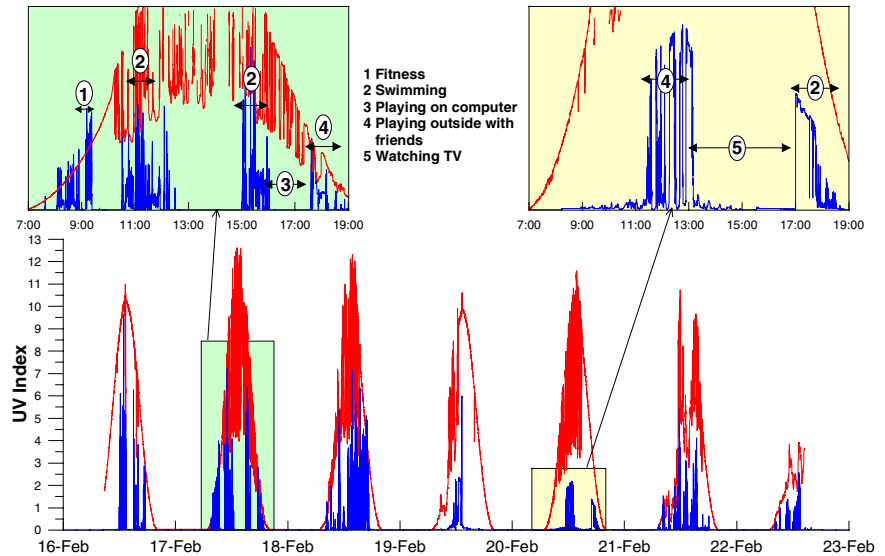 1 2 2 4 3
1 Fitness
2 Swimming
3 Playing on computer
4 Playing outside with
friends
5 Watching TV
4 2 5
7:00 9:00 11:00 13:00 15:00 17:00 19:00
7:00 9:00 11:00 13:00 15:00 17:00 19:00
UV Index
13
12
11
10
9
8
7
6
5
4
3
2
1
0
16-Feb 17-Feb 18-Feb 19-Feb 20-Feb 21-Feb 22-Feb 23-Feb